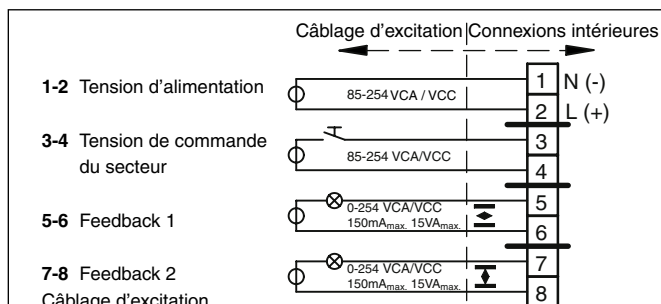 Câblage d'excitation Connexions intérieures
1-2 Tension d'alimentation
85-254 VCA / VCC
1 N (-)
2 L (+)
3-4 Tension de commande
du secteur
85-254 VCA/VCC
3
4
5-6 Feedback 1
0-254 VCA/VCC
150mAmax. 15VAmax.
5
6
7-8 Feedback 2
0-254 VCA/VCC
150mAmax. 15VAmax.
7
8
Câblage d'excitation